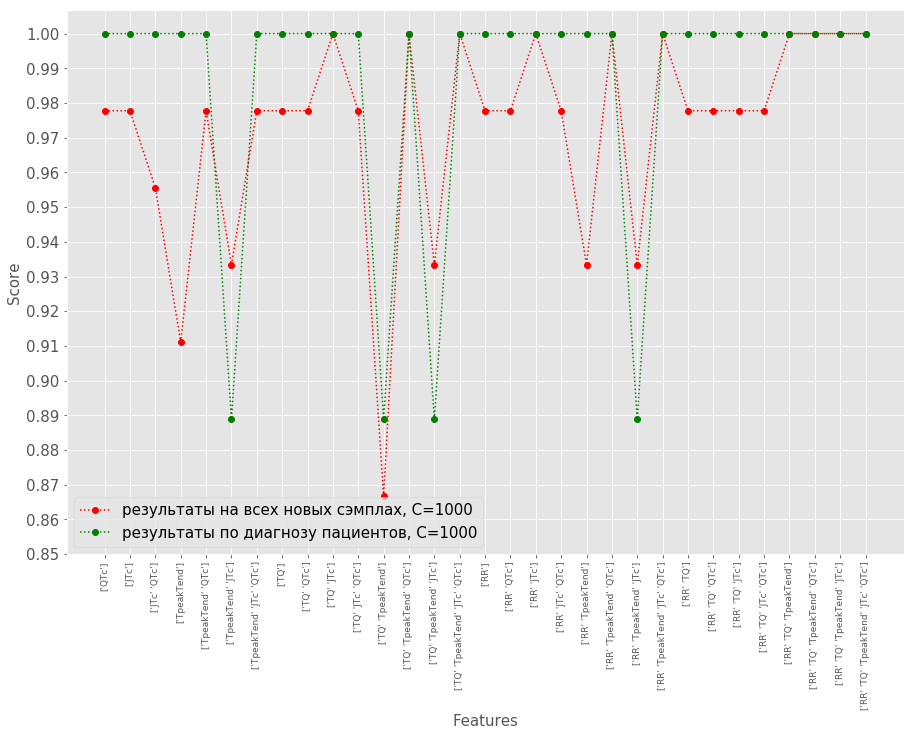 1.00
0.99
0.98
0.97
0.96
0.95
0.94
0.93
0.92
0.91
0.90
0.89
0.88
0.87
0.86
0.85
Score
результаты на всех новых сэмплах, C=1000
результаты по диагнозу пациентов, C=1000
['QTc']
['JTc']
['JTc' 'QTc']
['TpeakTend']
['TpeakTend' 'QTc']
['TpeakTend' 'JTc']
['TpeakTend' 'JTc' 'QTc']
['TQ']
['TQ' 'QTc']
['TQ' 'JTc']
['TQ' 'JTc' 'QTc']
['TQ' 'TpeakTend']
['TQ' 'TpeakTend' 'QTc']
['TQ' 'TpeakTend' 'JTc']
['TQ' 'TpeakTend' 'JTc' 'QTc']
['RR']
['RR' 'QTc']
['RR' 'JTc']
['RR' 'JTc' 'QTc']
['RR' 'TpeakTend']
['RR' 'TpeakTend' 'QTc']
['RR' 'TpeakTend' 'JTc']
['RR' 'TpeakTend' 'JTc' 'QTc']
['RR' 'TQ']
['RR' 'TQ' 'QTc']
['RR' 'TQ' 'JTc']
['RR' 'TQ' 'JTc' 'QTc']
['RR' 'TQ' 'TpeakTend']
['RR' 'TQ' 'TpeakTend' 'QTc']
['RR' 'TQ' 'TpeakTend' 'JTc']
['RR' 'TQ' 'TpeakTend' 'JTc' 'QTc']
Features